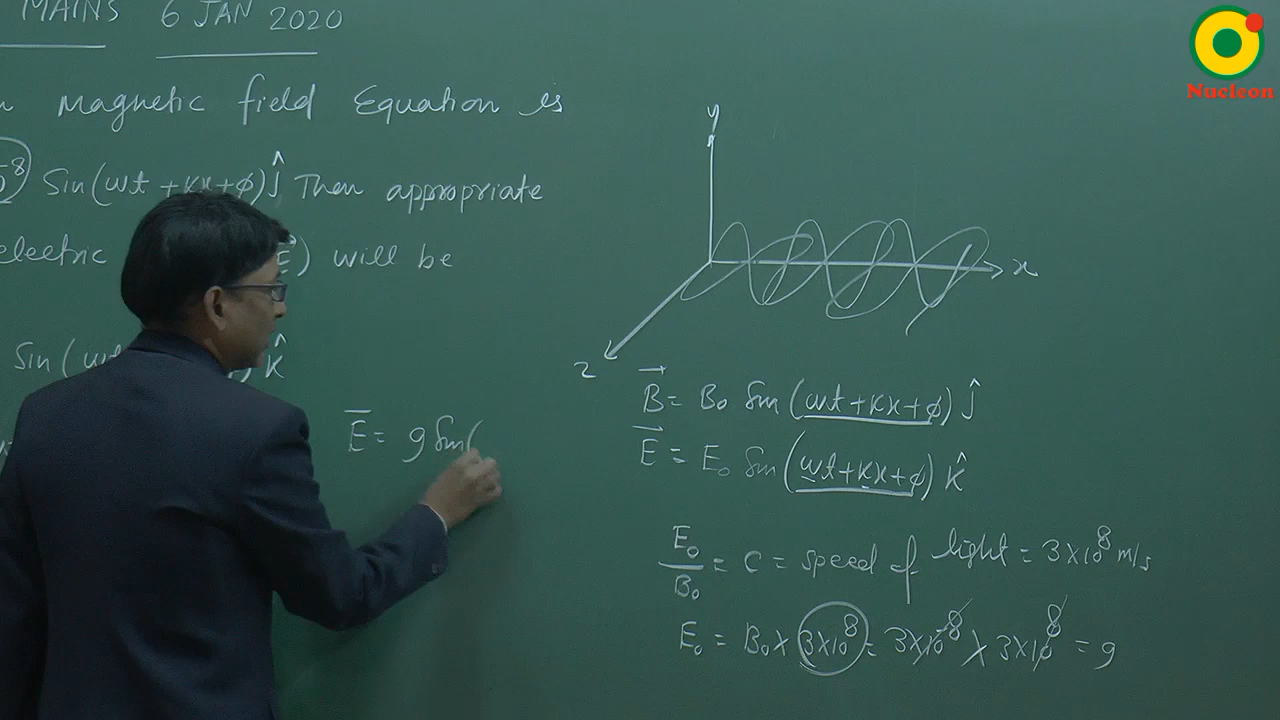 MAINS 6 JAN 2020
Magnetic field Equation is
-8 Sin(ωt + Kx + φ) ĵ Then appropriate
electric E) will be
Sin(ωt ) K̂
E = 9 Sin(
y
x
z
B⃗ = B₀ Sin(ωt + Kx + φ) ĵ
E⃗ = E₀ Sin(ωt + Kx + φ) K̂
E₀/B₀ = C = speed of light = 3×10⁸ m/s
E₀ = B₀ × 3×10⁸ = 3×10⁻⁸ × 3×10⁸ = 9
Nucleon